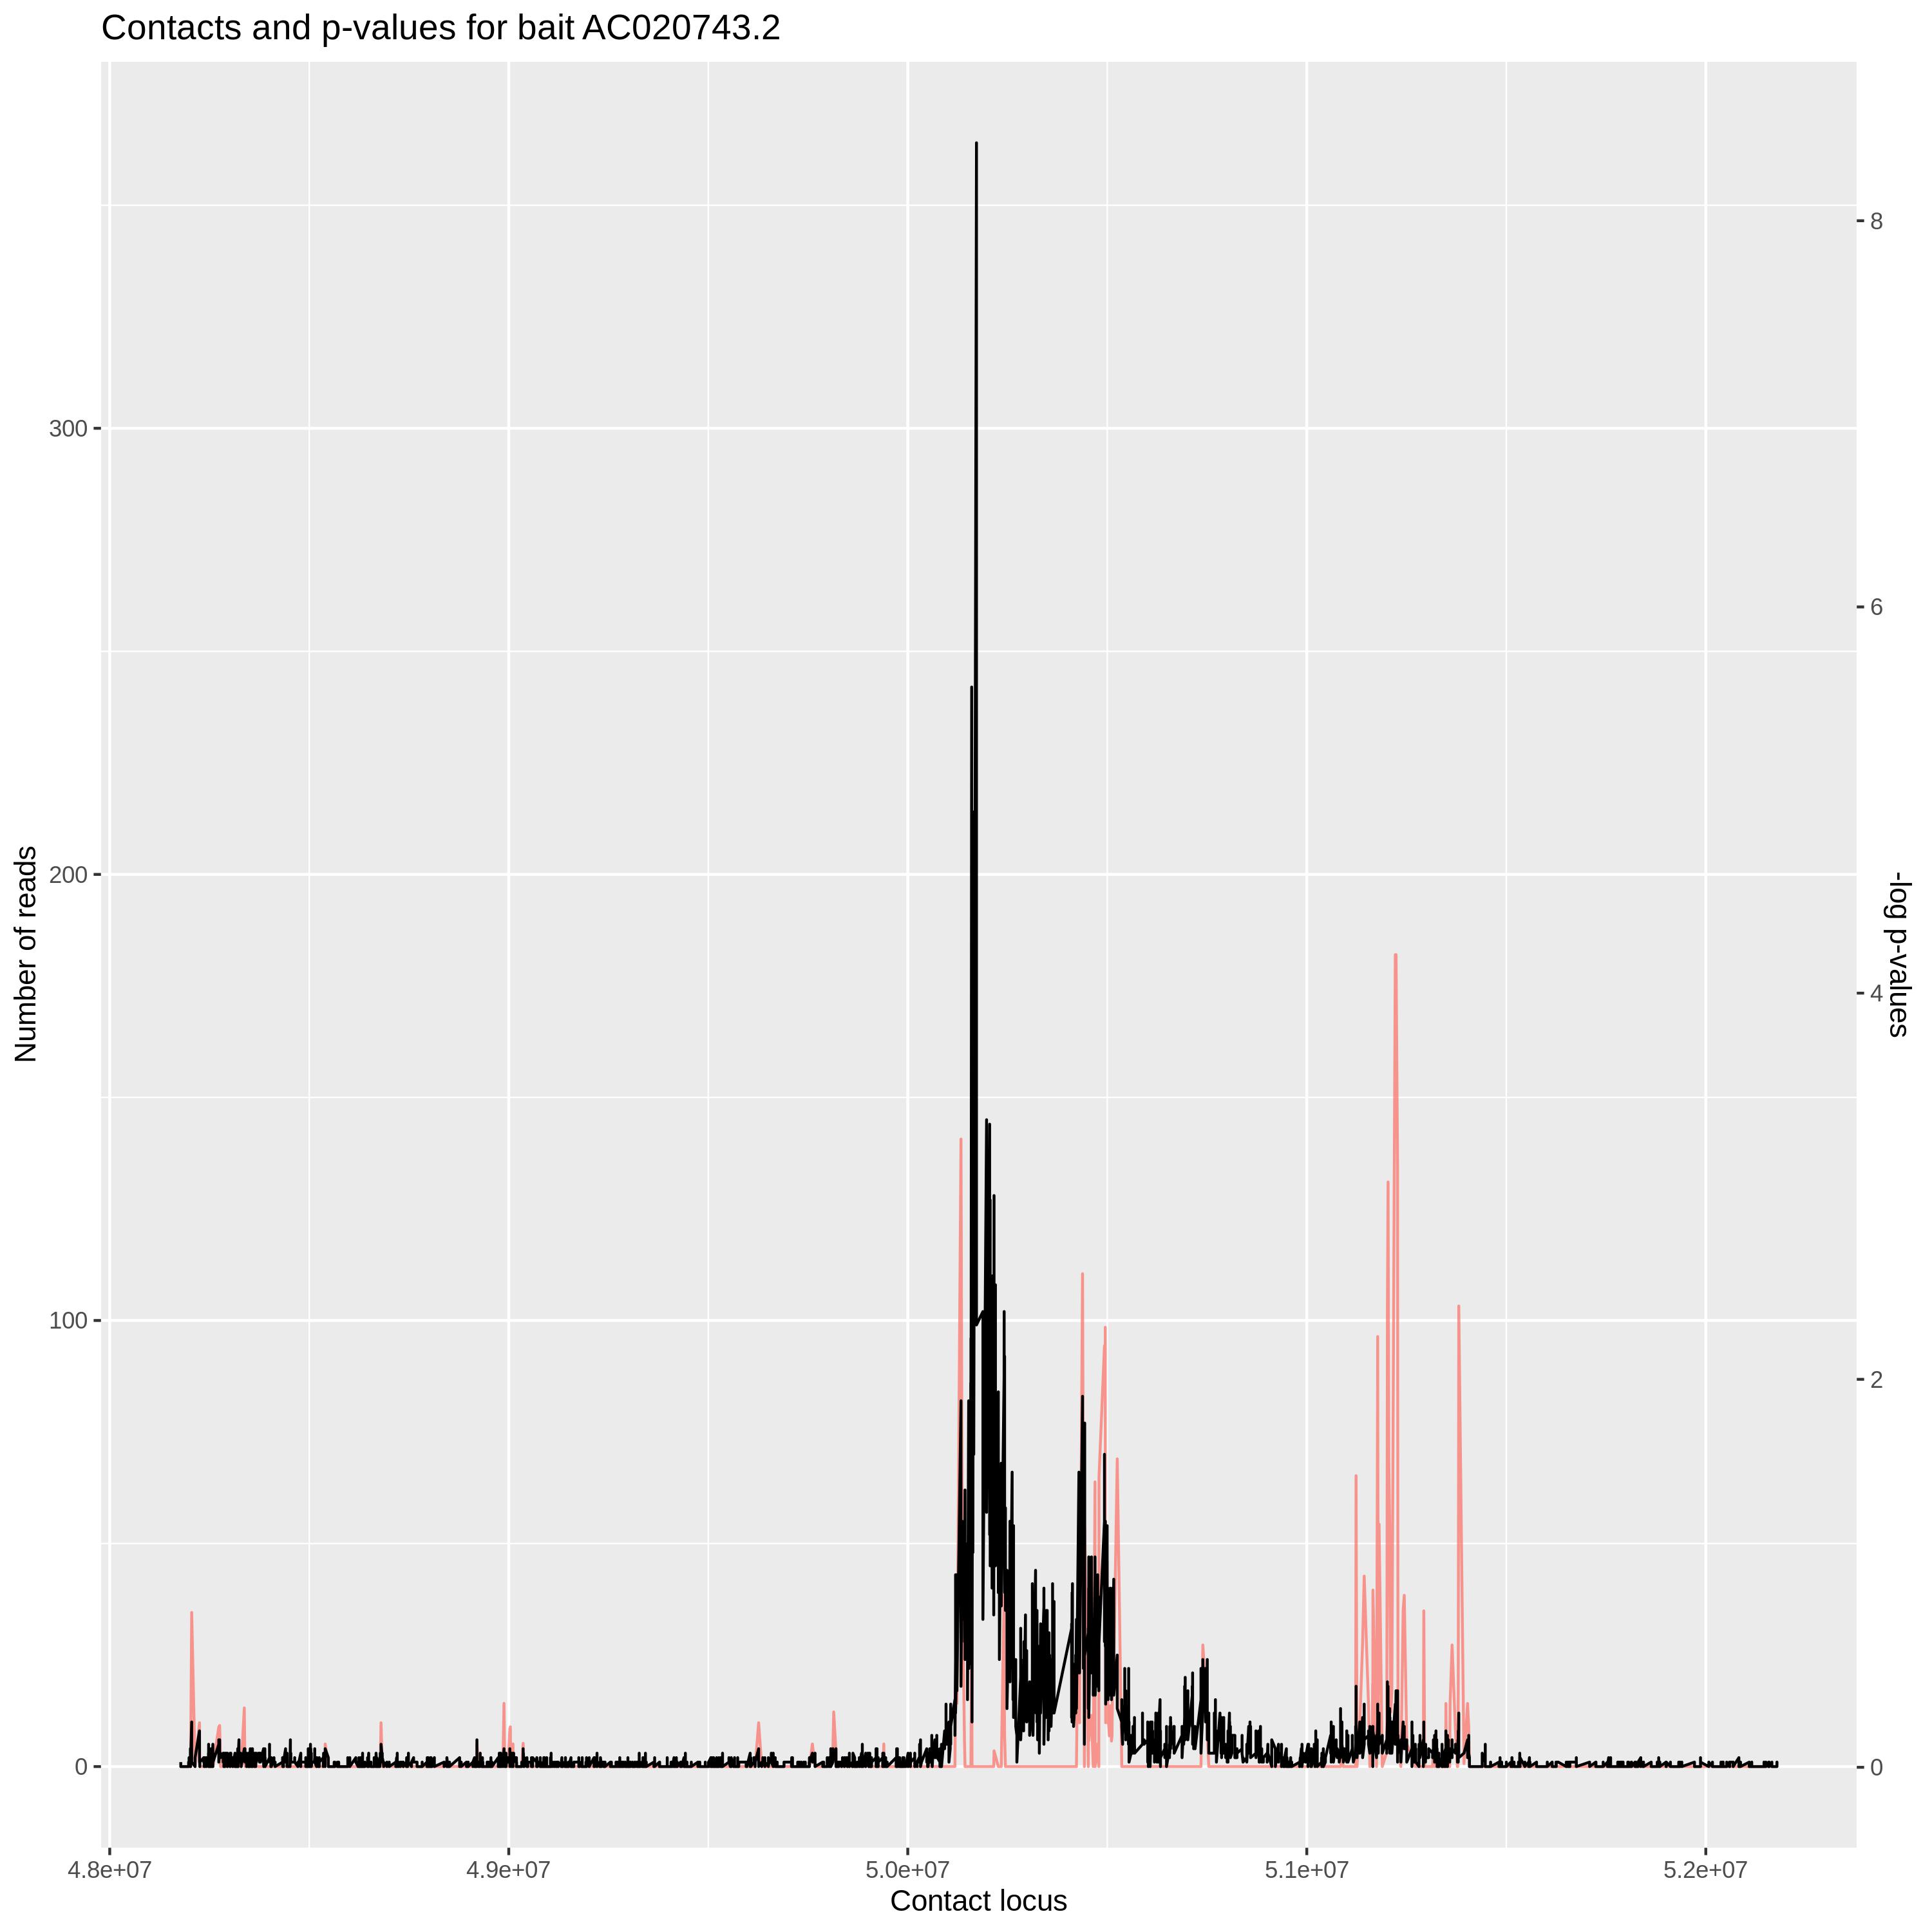 Contacts and p-values for bait AC020743.2
300
200
100
0
8
6
4
2
0
Number of reads
-log p-values
4.8e+07
4.9e+07
5.0e+07
5.1e+07
5.2e+07
Contact locus